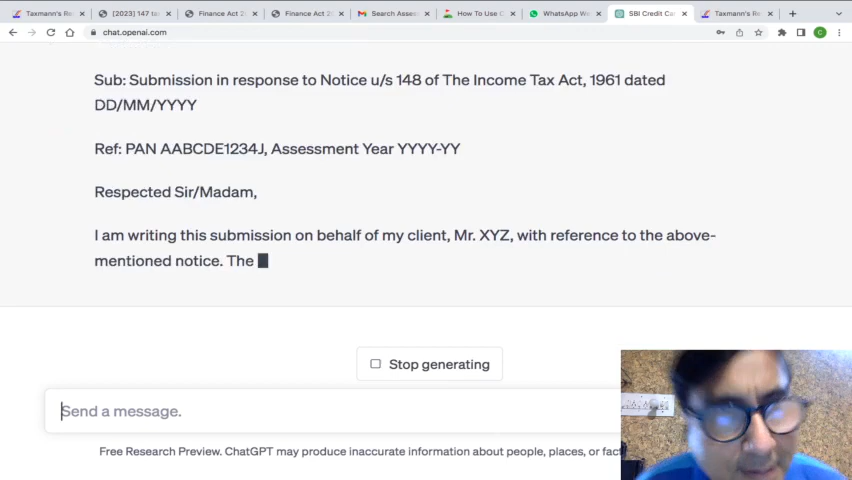 Taxmann's Re
[2023] 147 ta
Finance Act 2
Finance Act 2
Search Asses
How To Use C
WhatsApp We
SBI Credit Ca
Taxmann's Re
chat.openai.com
Sub: Submission in response to Notice u/s 148 of The Income Tax Act, 1961 dated
DD/MM/YYYY
Ref: PAN AABCDE1234J, Assessment Year YYYY-YY
Respected Sir/Madam,
I am writing this submission on behalf of my client, Mr. XYZ, with reference to the above-
mentioned notice. The
Stop generating
Send a message.
Free Research Preview. ChatGPT may produce inaccurate information about people, places, or fact